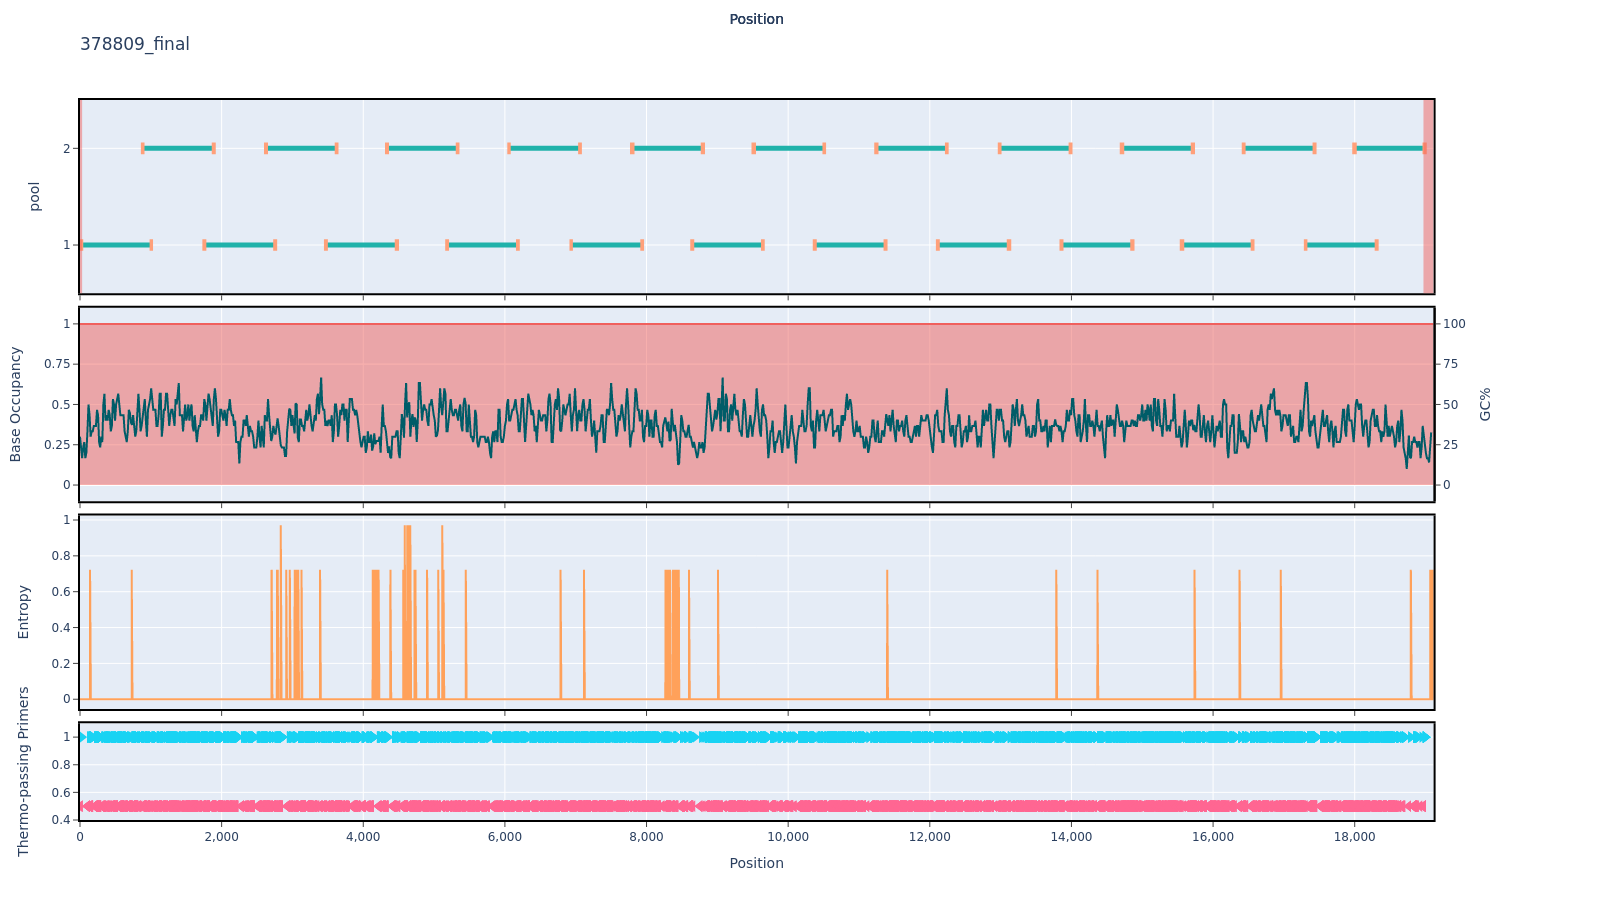 Position
378809_final
2
1
pool
1
0.75
0.5
0.25
0
Base Occupancy
100
75
50
25
0
GC%
1
0.8
0.6
0.4
0.2
0
Entropy
1
0.8
0.6
0.4
Thermo-passing Primers
0 2,000 4,000 6,000 8,000 10,000 12,000 14,000 16,000 18,000
Position